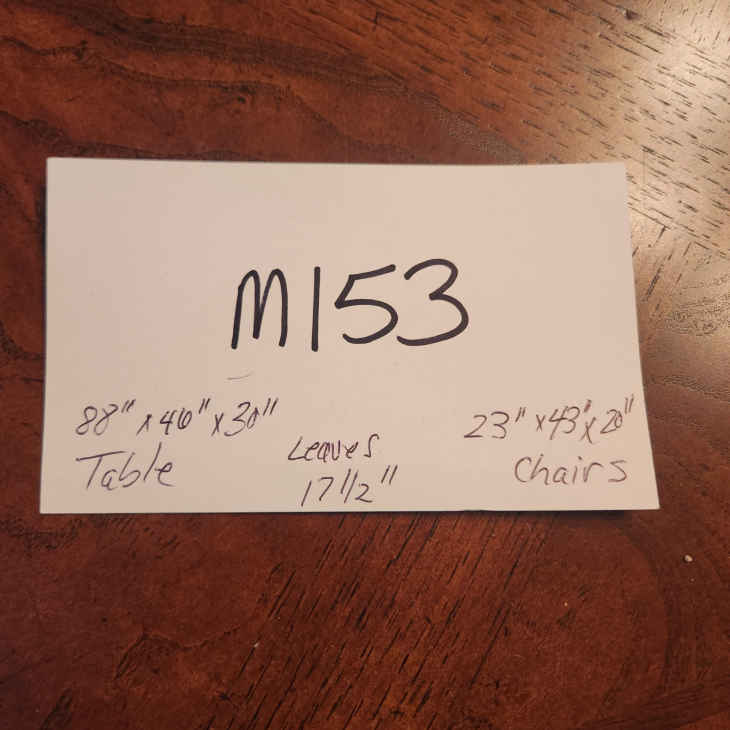 M153
88" x 46" x 30"
Table
Leaves
17 1/2"
23" x 43" x 20"
Chairs